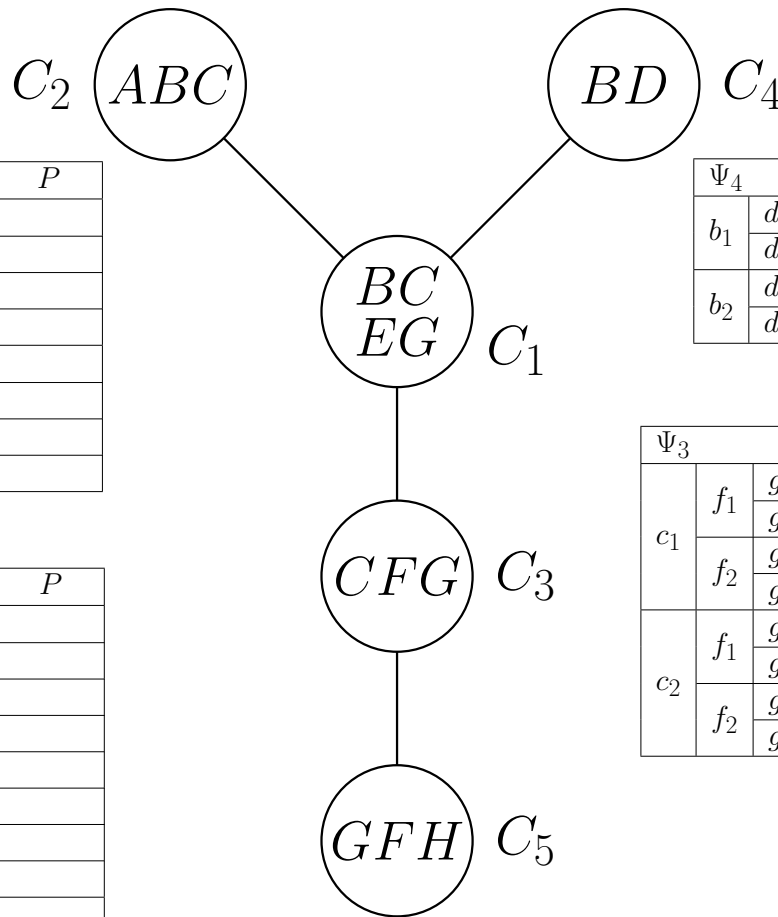 C₂ ABC
BD C₄
P
Ψ₄
b₁ d
d
b₂ d
d
BC
EG
C₁
Ψ₃
c₁ f₁ g
g
f₂ g
g
c₂ f₁ g
g
f₂ g
g
CFG C₃
P
GFH C₅